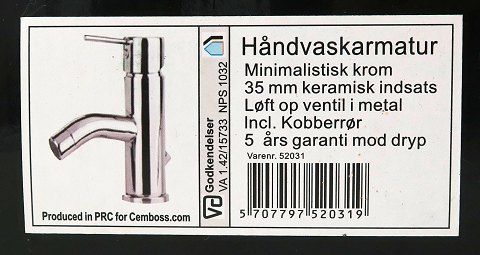 Håndvaskarmatur
Minimalistisk krom
35 mm keramisk indsats
Løft op ventil i metal
Incl. Kobberrør
5 års garanti mod dryp
Varenr. 52031
5 707797 520319
Godkendelser
VA 1.42/15733 NPS 1032
Produced in PRC for Cemboss.com